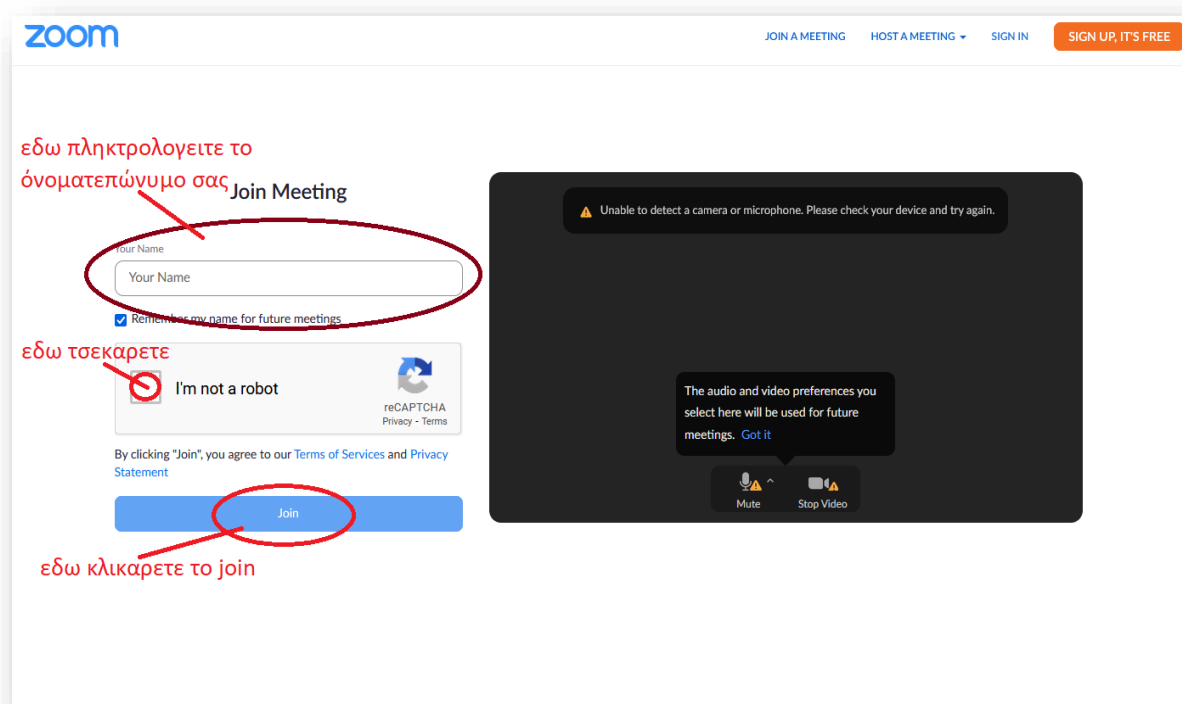 zoom
JOIN A MEETING HOST A MEETING SIGN IN SIGN UP, IT'S FREE
εδω πληκτρολογειτε το
όνοματεπώνυμο σας
Join Meeting
Your Name
Your Name
Remember my name for future meetings
εδω τσεκαρετε
I'm not a robot
reCAPTCHA
Privacy - Terms
By clicking "Join", you agree to our Terms of Services and Privacy
Statement
Join
εδω κλικαρετε το join
Unable to detect a camera or microphone. Please check your device and try again.
The audio and video preferences you
select here will be used for future
meetings. Got it
Mute Stop Video